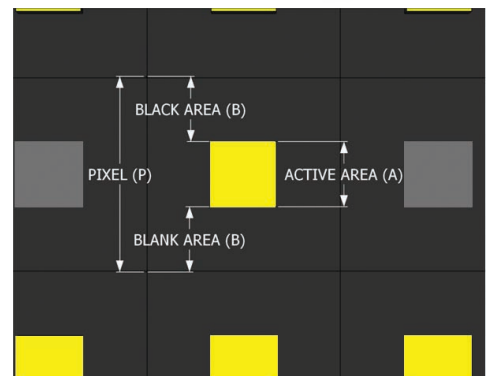 BLACK AREA (B)
PIXEL (P)
ACTIVE AREA (A)
BLANK AREA (B)